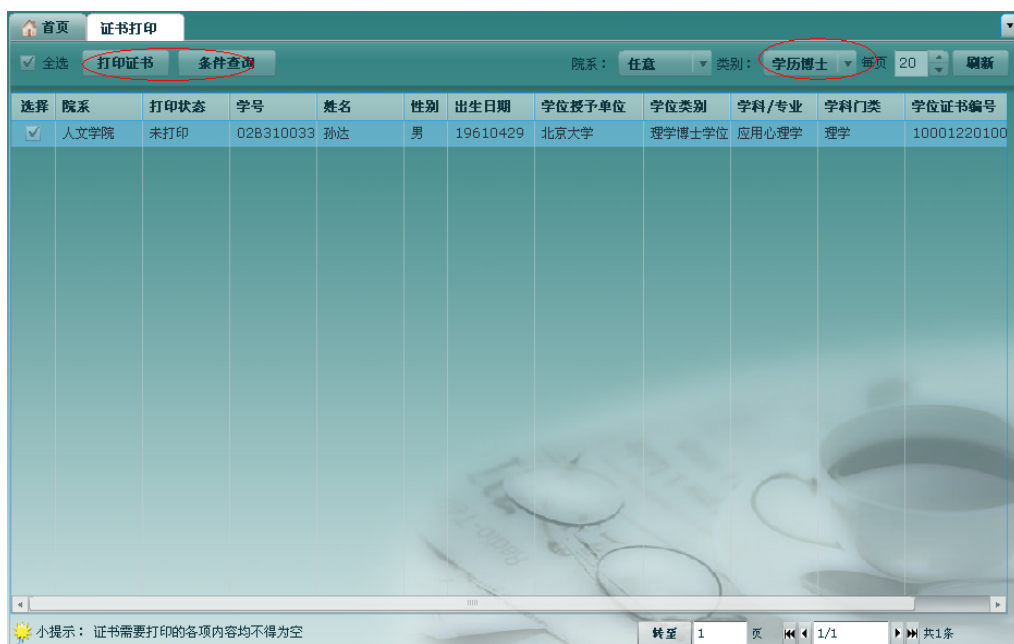 首页 证书打印
全选 打印证书 条件查询 院系： 任意 类别： 学历博士 每页 20 刷新
选择 院系 打印状态 学号 姓名 性别 出生日期 学位授予单位 学位类别 学科/专业 学科门类 学位证书编号
人文学院 未打印 02B310033 孙达 男 19610429 北京大学 理学博士学位 应用心理学 理学 10001220100
小提示： 证书需要打印的各项内容均不得为空 转至 1 页 1/1 共1条